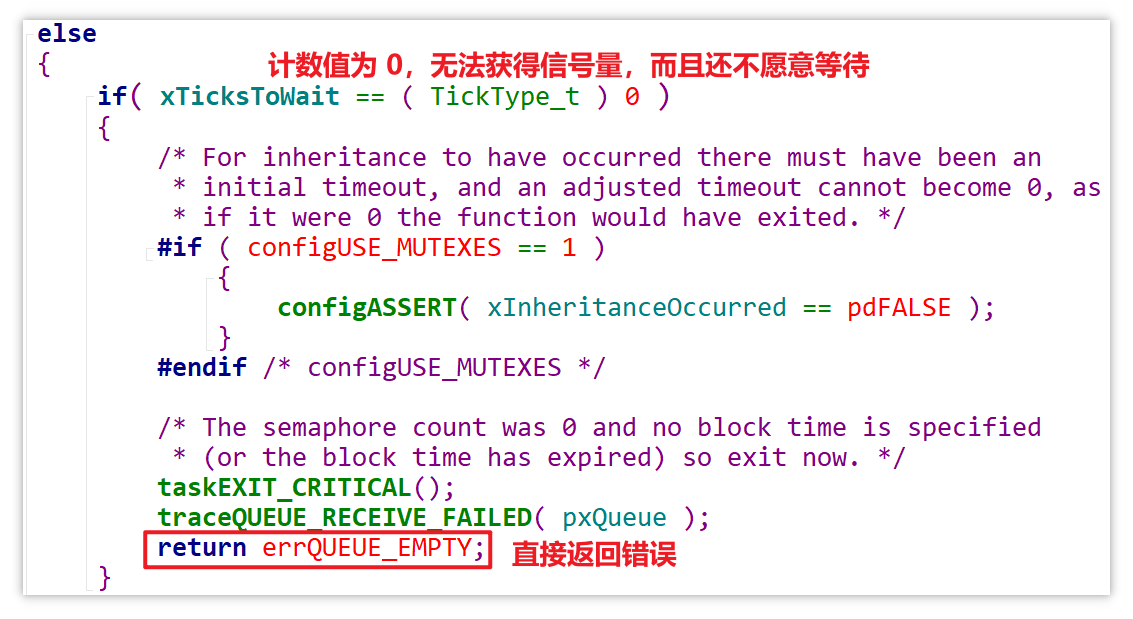 else
{
计数值为 0，无法获得信号量，而且还不愿意等待
if( xTicksToWait == ( TickType_t ) 0 )
{
/* For inheritance to have occurred there must have been an
* initial timeout, and an adjusted timeout cannot become 0, as
* if it were 0 the function would have exited. */
#if ( configUSE_MUTEXES == 1 )
{
configASSERT( xInheritanceOccurred == pdFALSE );
}
#endif /* configUSE_MUTEXES */
/* The semaphore count was 0 and no block time is specified
* (or the block time has expired) so exit now. */
taskEXIT_CRITICAL();
traceQUEUE_RECEIVE_FAILED( pxQueue );
return errQUEUE_EMPTY; 直接返回错误
}